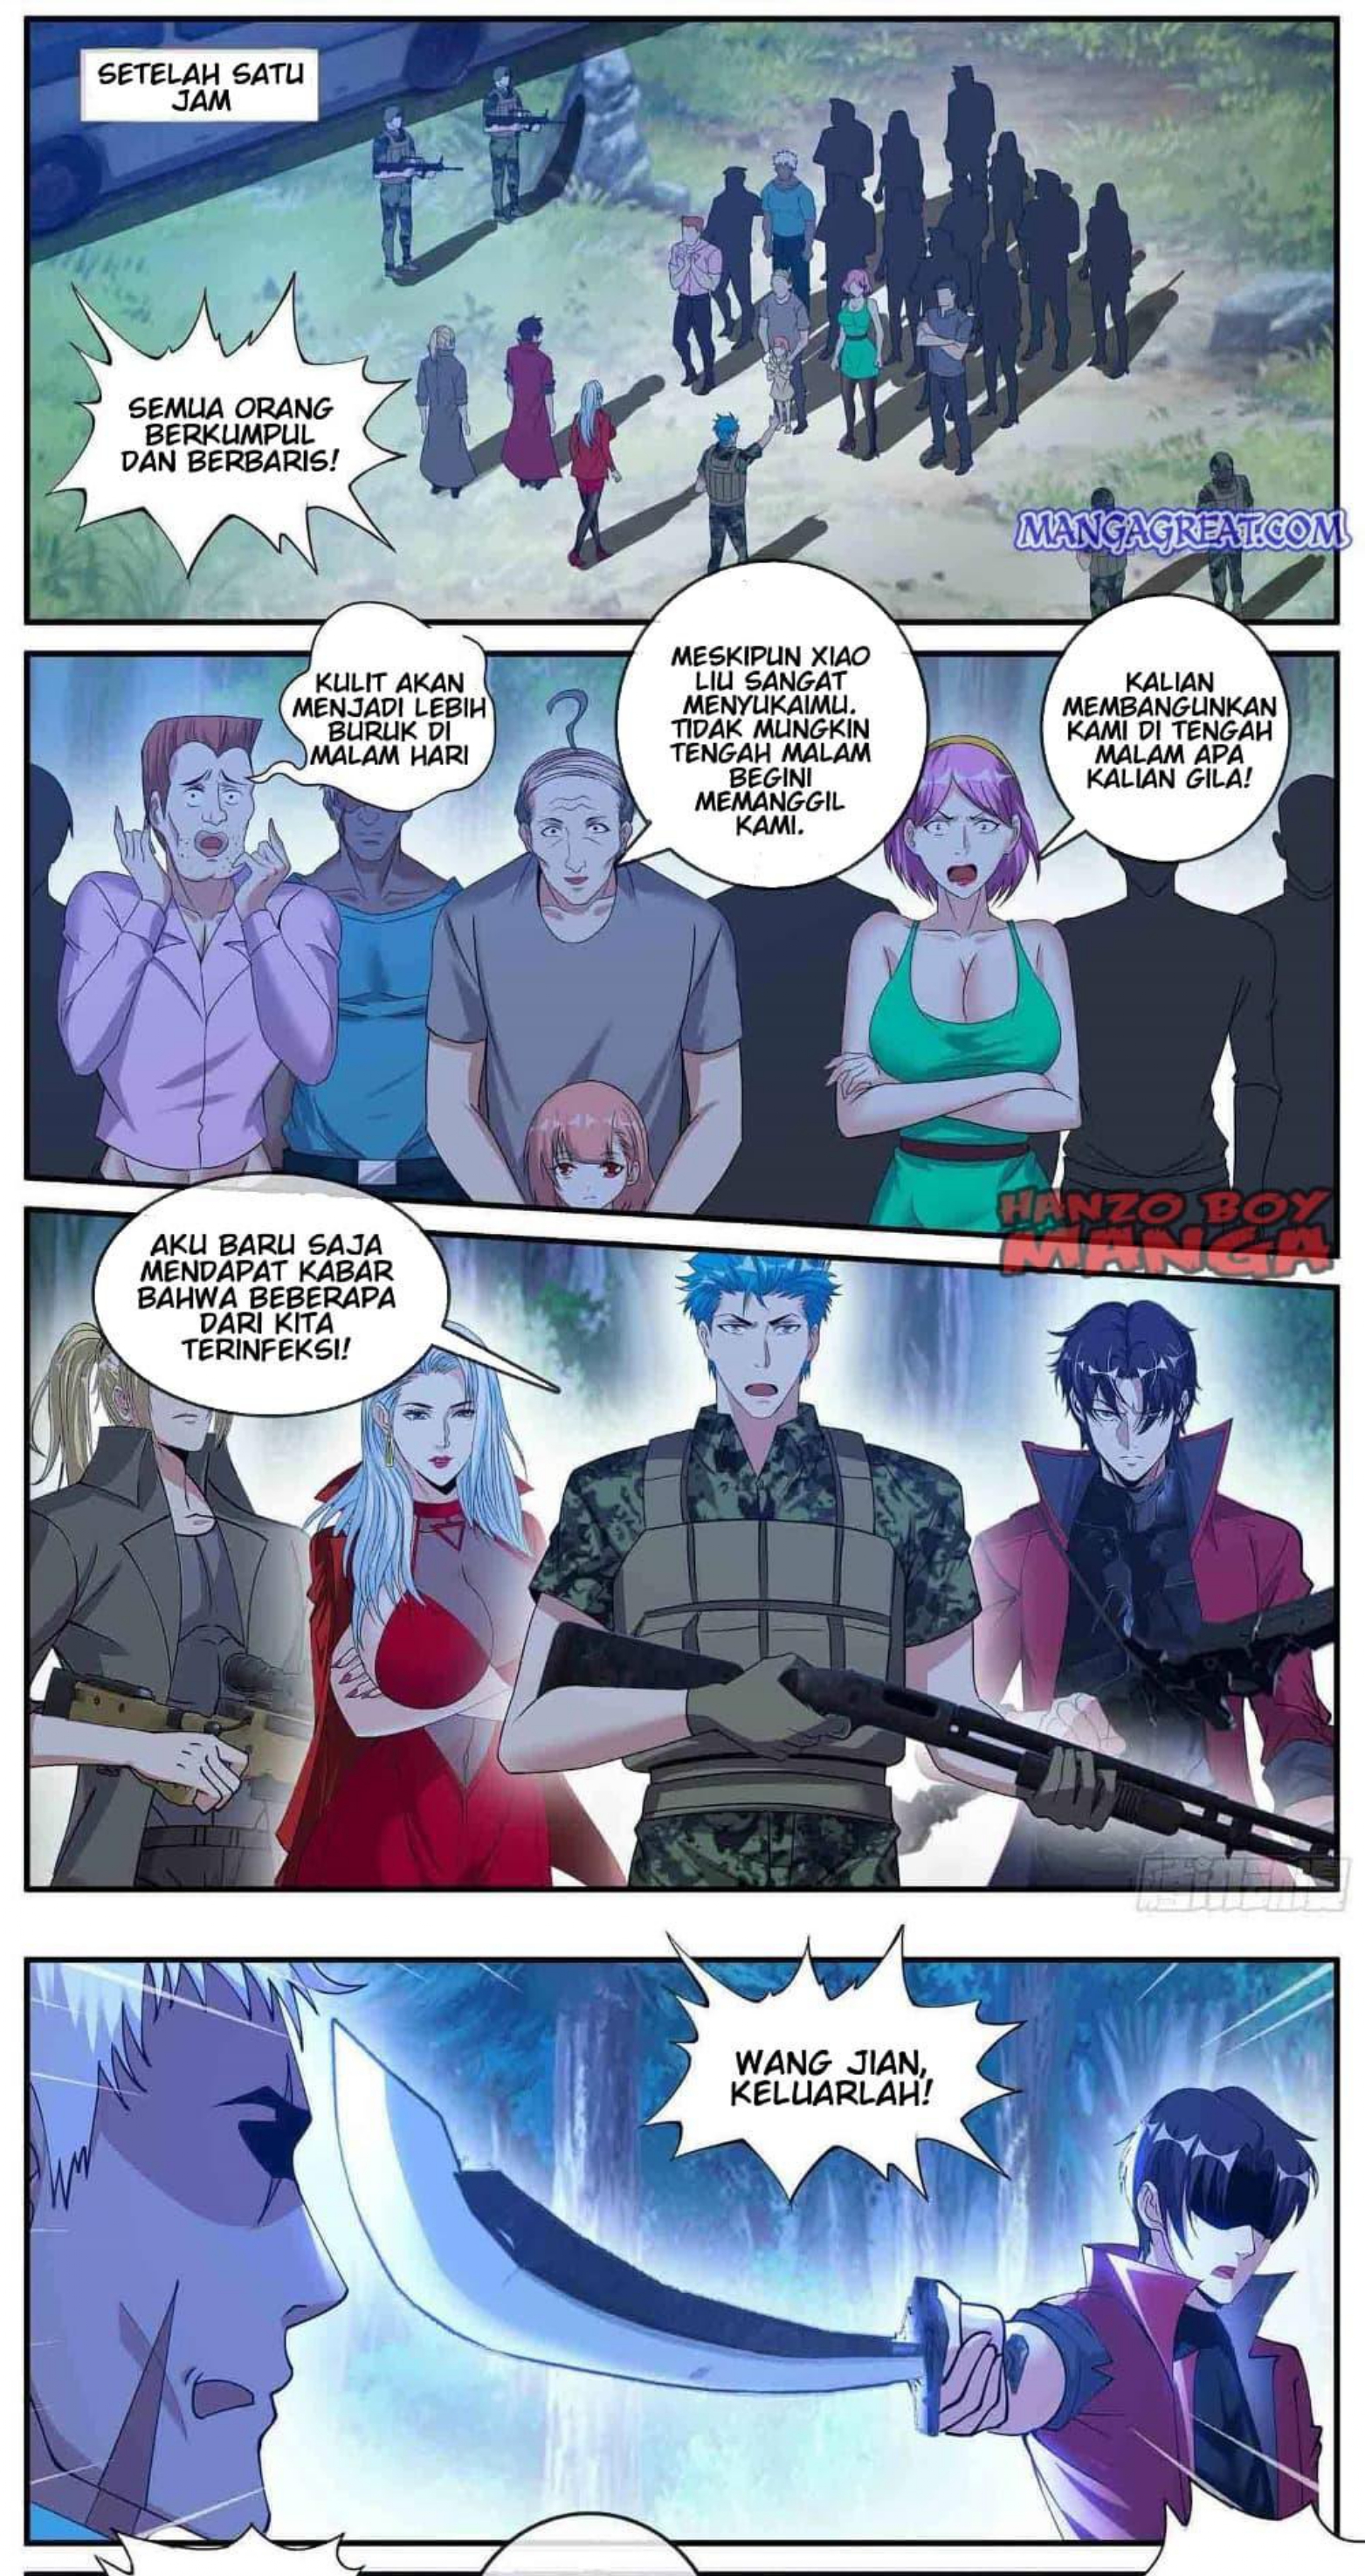 SETELAH SATU
JAM
SEMUA ORANG
BERKUMPUL
DAN BERBARIS!
MANGAGREAT.COM
KULIT AKAN
MENJADI LEBIH
BURUK DI
MALAM HARI
MESKIPUN XIAO
LIU SANGAT
MENYUKAIMU.
TIDAK MUNGKIN
TENGAH MALAM
BEGINI
MEMANGGIL
KAMI.
KALIAN
MEMBANGUNKAN
KAMI DI TENGAH
MALAM APA
KALIAN GILA!
HANZO BOY
MANGA
AKU BARU SAJA
MENDAPAT KABAR
BAHWA BEBERAPA
DARI KITA
TERINFEKSI!
WANG JIAN,
KELUARLAH!